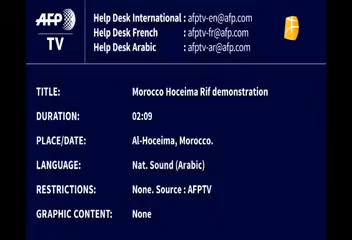 AFP
TV
Help Desk International : afptv-en@afp.com
Help Desk French : afptv-fr@afp.com
Help Desk Arabic : afptv-ar@afp.com
TITLE: Morocco Hoceima Rif demonstration
DURATION: 02:09
PLACE/DATE: Al-Hoceima, Morocco.
LANGUAGE: Nat. Sound (Arabic)
RESTRICTIONS: None. Source : AFPTV
GRAPHIC CONTENT: None